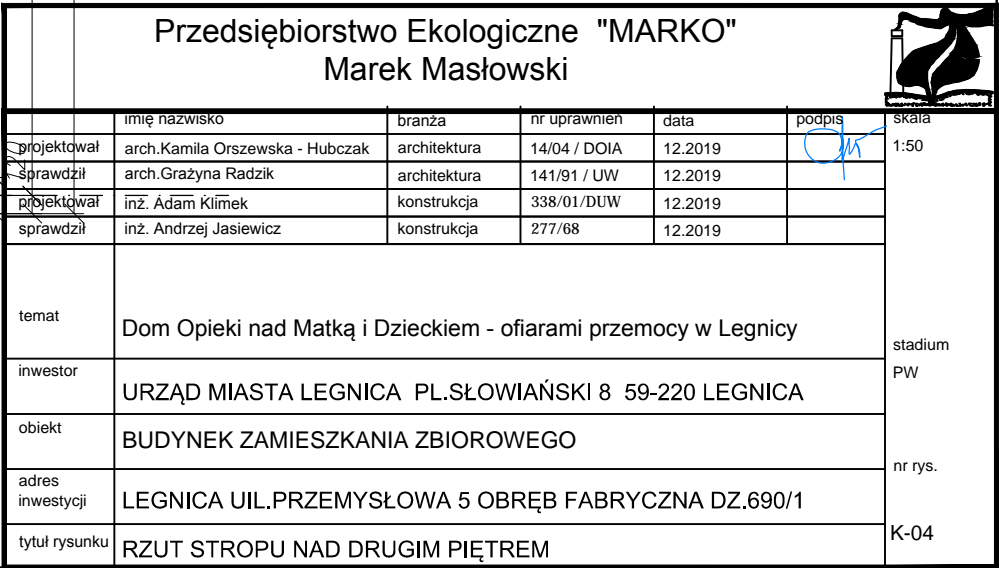 Przedsiębiorstwo Ekologiczne "MARKO"
Marek Masłowski
imię nazwisko branża nr uprawnień data podpis skala
projektował arch.Kamila Orszewska - Hubczak architektura 14/04 / DOIA 12.2019 1:50
sprawdził arch.Grażyna Radzik architektura 141/91 / UW 12.2019
projektował inż. Adam Klimek konstrukcja 338/01/DUW 12.2019
sprawdził inż. Andrzej Jasiewicz konstrukcja 277/68 12.2019
temat Dom Opieki nad Matką i Dzieckiem - ofiarami przemocy w Legnicy
stadium
inwestor URZĄD MIASTA LEGNICA PL.SŁOWIAŃSKI 8 59-220 LEGNICA
PW
obiekt BUDYNEK ZAMIESZKANIA ZBIOROWEGO
nr rys.
adres
inwestycji LEGNICA UIL.PRZEMYSŁOWA 5 OBRĘB FABRYCZNA DZ.690/1
tytuł rysunku RZUT STROPU NAD DRUGIM PIĘTREM
K-04